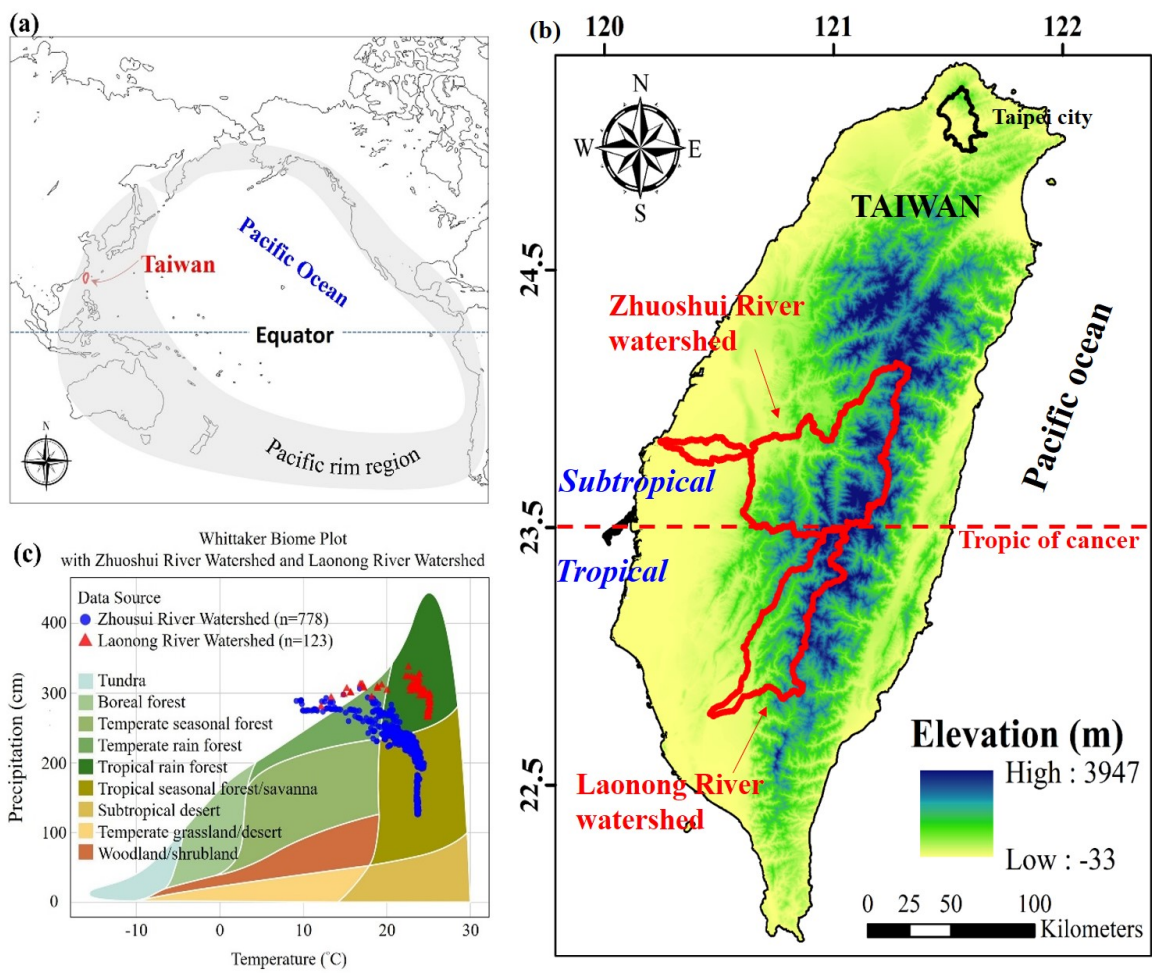 (a)
Pacific Ocean
Taiwan
Equator
N
Pacific rim region
(b)
120
121
122
N
W
E
S
Taipei city
TAIWAN
24.5
Zhuoshui River
watershed
Pacific ocean
Subtropical
23.5
Tropic of cancer
Tropical
22.5
Laonong River
watershed
Elevation (m)
High : 3947
Low : -33
0 25 50 100
Kilometers
(c)
Whittaker Biome Plot
with Zhuoshui River Watershed and Laonong River Watershed
Data Source
Zhousui River Watershed (n=778)
Laonong River Watershed (n=123)
Tundra
Boreal forest
Temperate seasonal forest
Temperate rain forest
Tropical rain forest
Tropical seasonal forest/savanna
Subtropical desert
Temperate grassland/desert
Woodland/shrubland
Precipitation (cm)
400
300
200
100
0
-10 0 10 20 30
Temperature (°C)